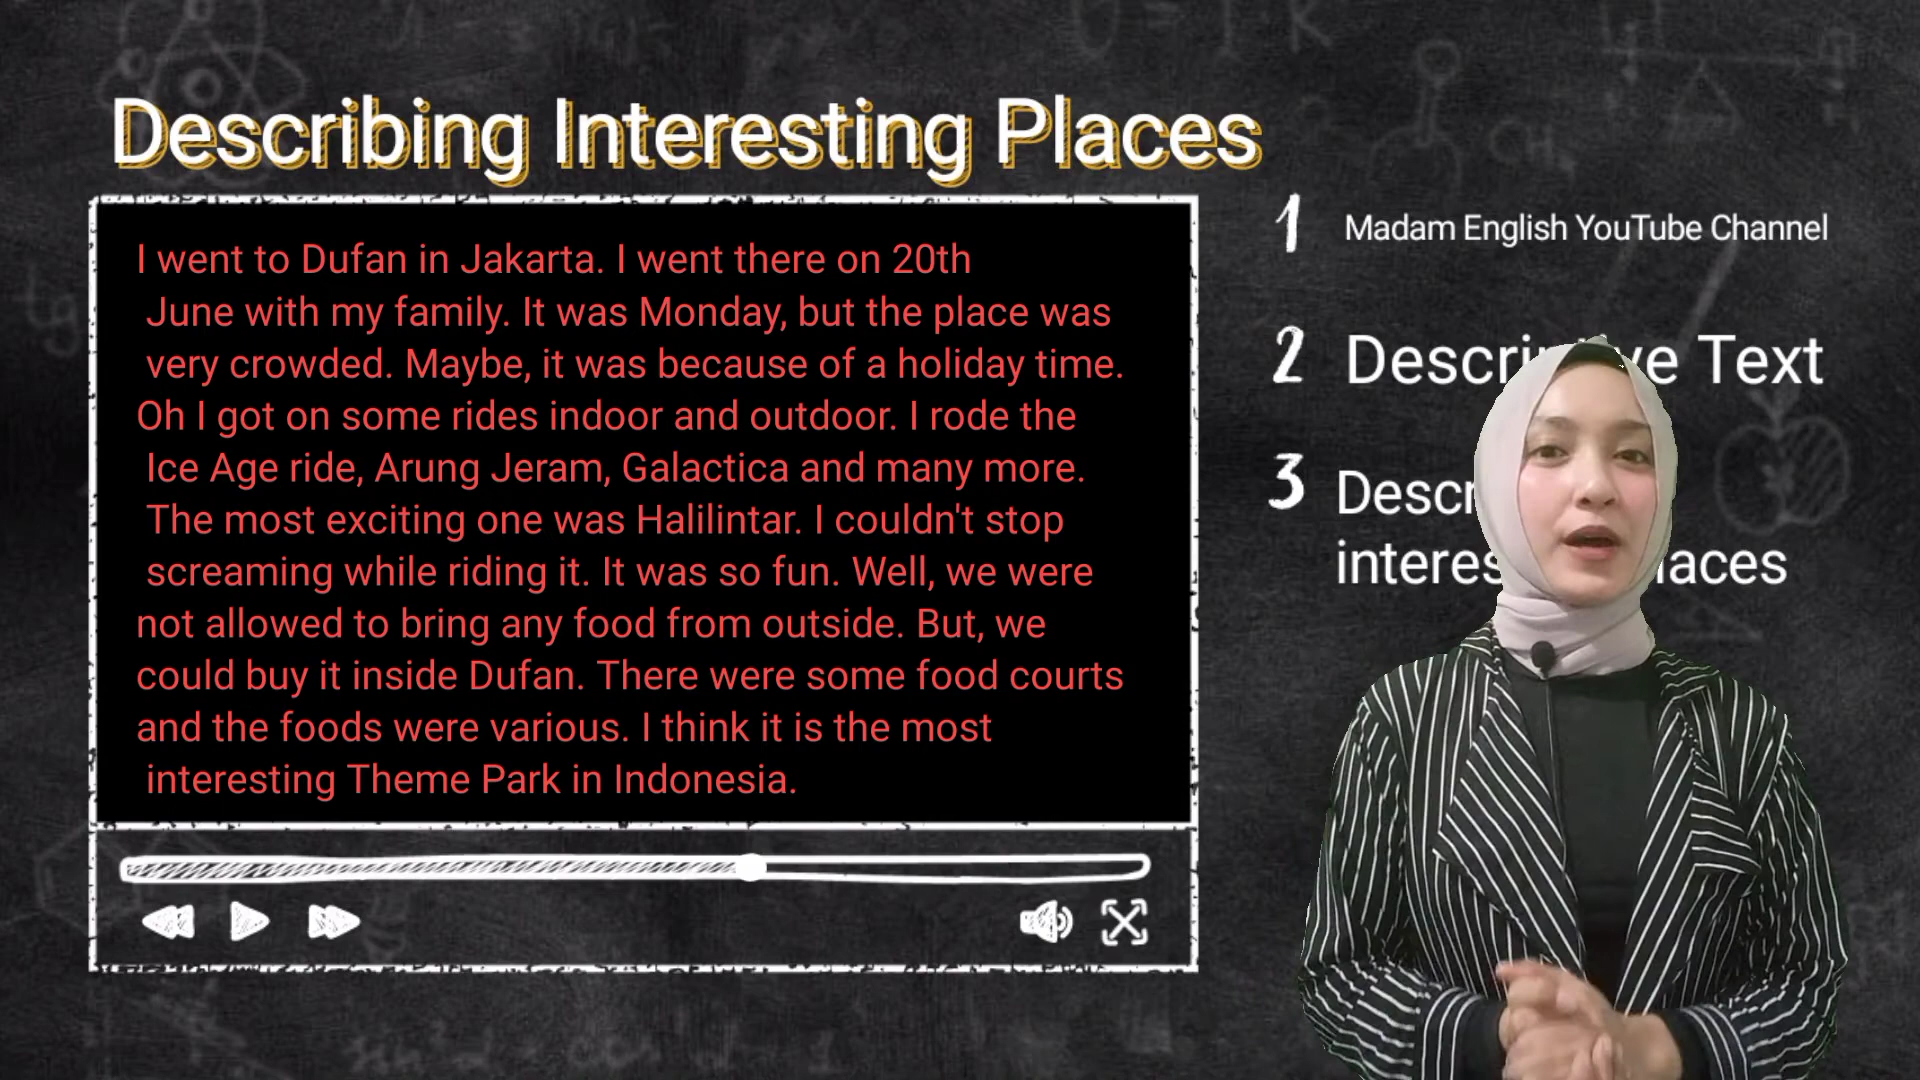 Describing Interesting Places
I went to Dufan in Jakarta. I went there on 20th
June with my family. It was Monday, but the place was
very crowded. Maybe, it was because of a holiday time.
Oh I got on some rides indoor and outdoor. I rode the
Ice Age ride, Arung Jeram, Galactica and many more.
The most exciting one was Halilintar. I couldn't stop
screaming while riding it. It was so fun. Well, we were
not allowed to bring any food from outside. But, we
could buy it inside Dufan. There were some food courts
and the foods were various. I think it is the most
interesting Theme Park in Indonesia.
1 Madam English YouTube Channel
2 Text
3